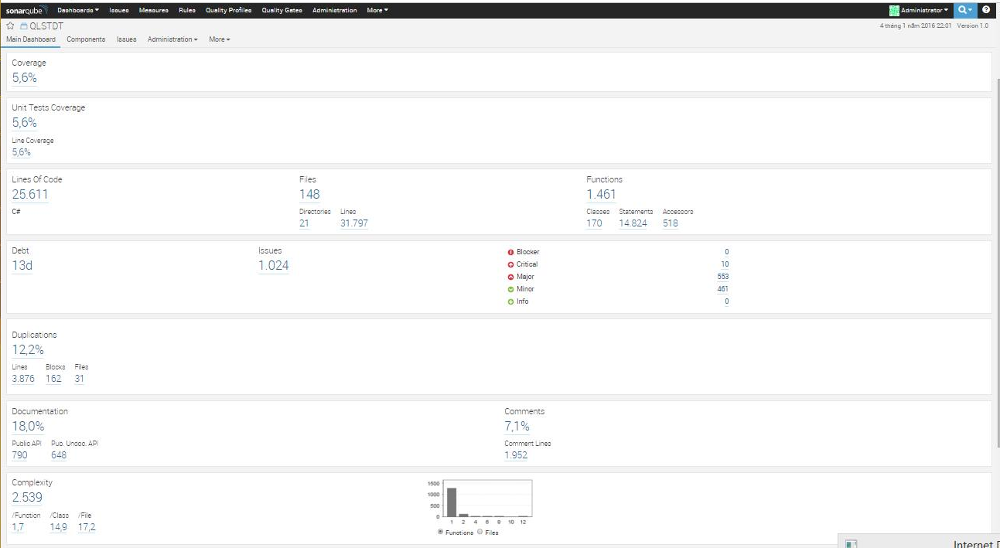 sonarqube Dashboards Issues Measures Rules Quality Profiles Quality Gates Administration More Administrator
QLSTDT 4 tháng 1 năm 2016 22:01 Version 1.0
Main Dashboard Components Issues Administration More
Coverage
5,6%
Unit Tests Coverage
5,6%
Line Coverage
5,6%
Lines Of Code Files Functions
25.611 148 1.461
C# Directories Lines Classes Statements Accessors
21 31.797 170 14.824 518
Debt Issues Blocker 0
13d 1.024 Critical 10
Major 553
Minor 461
Info 0
Duplications
12,2%
Lines Blocks Files
3.876 162 31
Documentation Comments
18,0% 7,1%
Public API Pub. Undoc. API Comment Lines
790 648 1.952
Complexity
2.539
/Function /Class /File
1,7 14,9 17,2
1500
1000
500
0
1 2 4 6 8 10 12
Functions Files
Internet